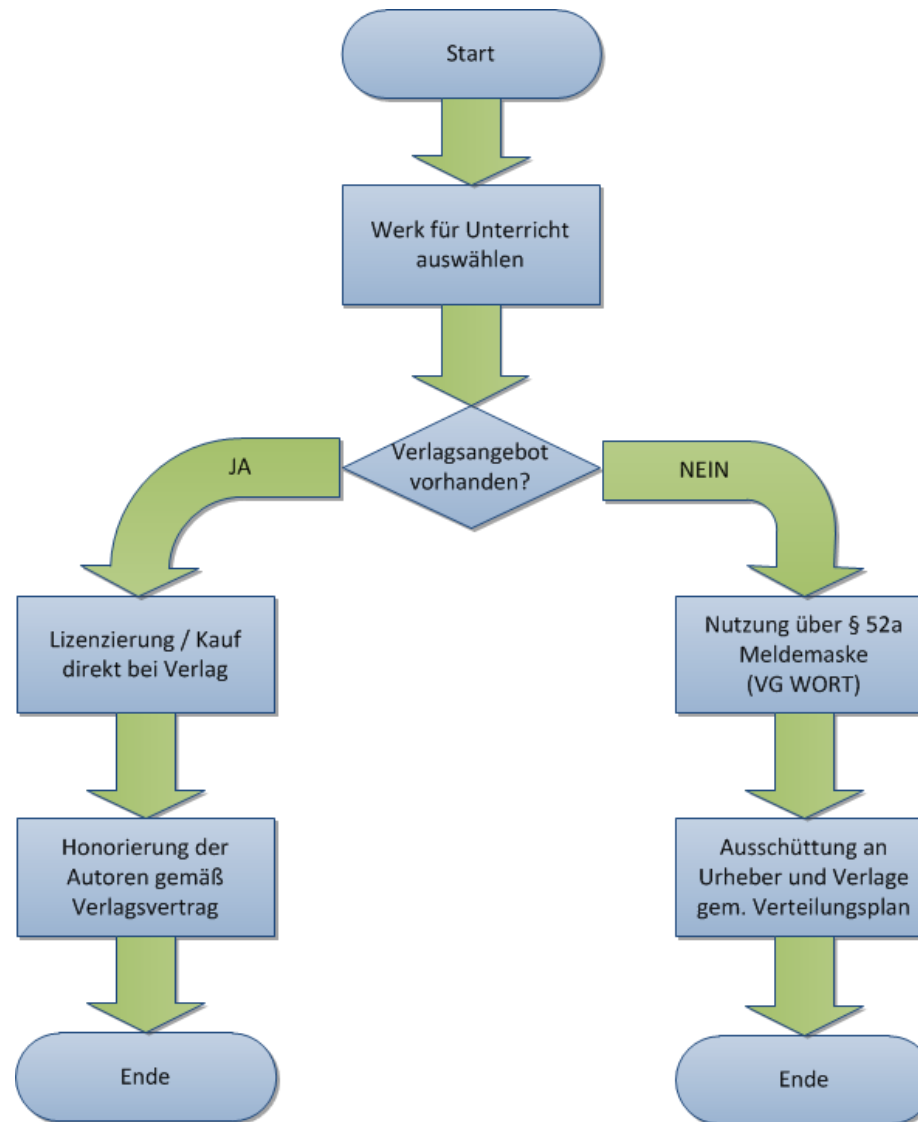 Start
Werk für Unterricht
auswählen
Verlagsangebot
vorhanden?
JA
NEIN
Lizenzierung / Kauf
direkt bei Verlag
Nutzung über § 52a
Meldemaske
(VG WORT)
Honorierung der
Autoren gemäß
Verlagsvertrag
Ausschüttung an
Urheber und Verlage
gem. Verteilungsplan
Ende
Ende